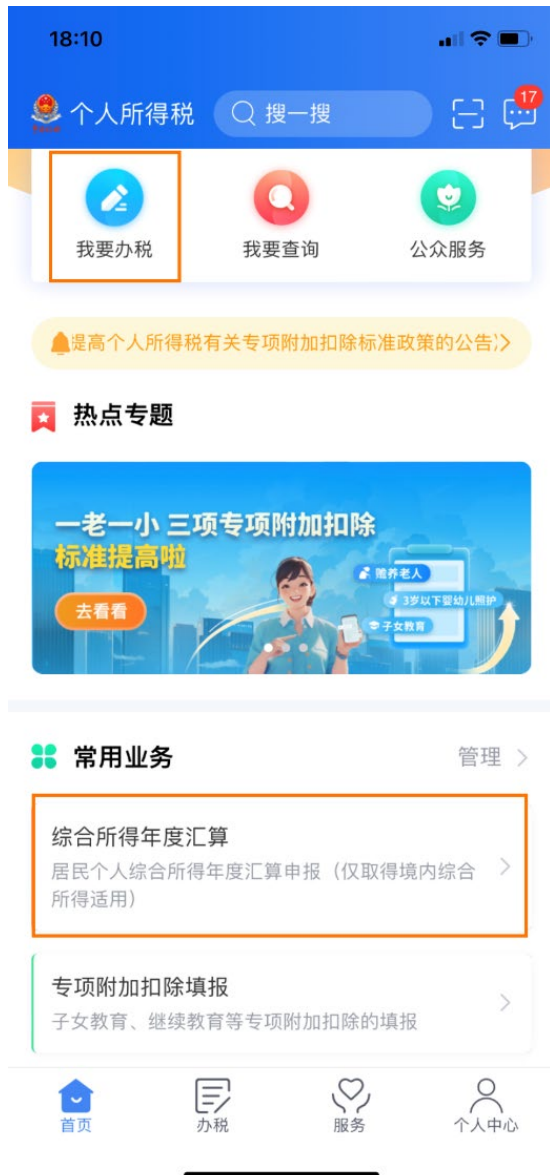 18:10
个人所得税
搜一搜
17
我要办税
我要查询
公众服务
提高个人所得税有关专项附加扣除标准政策的公告》
热点专题
一老一小 三项专项附加扣除
标准提高啦
去看看
赡养老人
3岁以下婴幼儿照护
子女教育
常用业务
管理
综合所得年度汇算
居民个人综合所得年度汇算申报（仅取得境内综合
所得适用）
专项附加扣除填报
子女教育、继续教育等专项附加扣除的填报
首页
办税
服务
个人中心